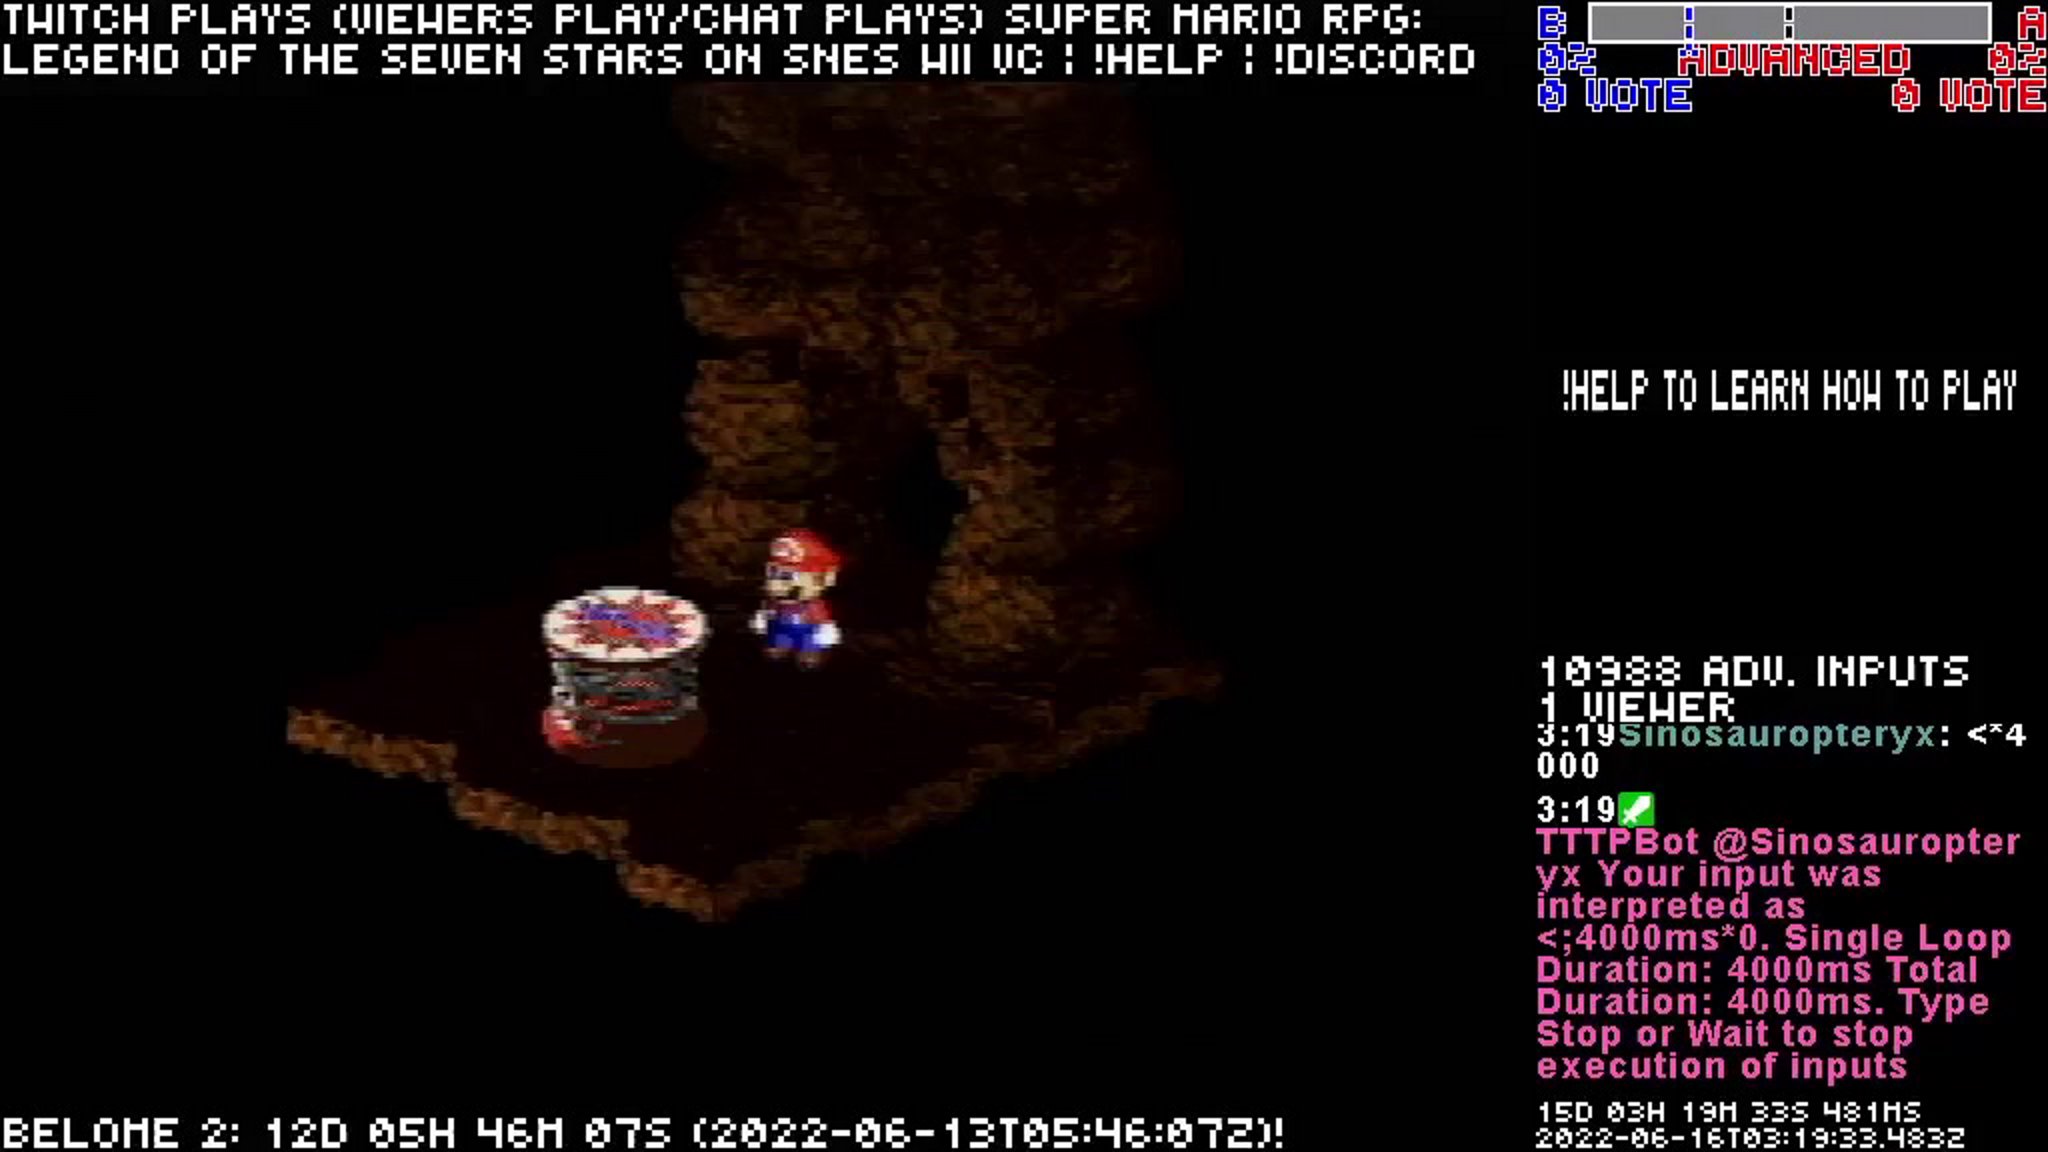 TWITCH PLAYS (VIEWERS PLAY/CHAT PLAYS) SUPER MARIO RPG:
LEGEND OF THE SEVEN STARS ON SNES WII VC ¦ !HELP ¦ !DISCORD
B A
0% ADVANCED 0%
0 VOTE 0 VOTE
!HELP TO LEARN HOW TO PLAY
10988 ADV. INPUTS
1 VIEWER
3:19 Sinosauropteryx: <*4
000
3:19
TTTPBot @Sinosauropter
yx Your input was
interpreted as
<;4000ms*0. Single Loop
Duration: 4000ms Total
Duration: 4000ms. Type
Stop or Wait to stop
execution of inputs
15D 03H 19M 33S 481MS
2022-06-16T03:19:33.483Z
BELOME 2: 12D 05H 46M 07S (2022-06-13T05:46:07Z)!